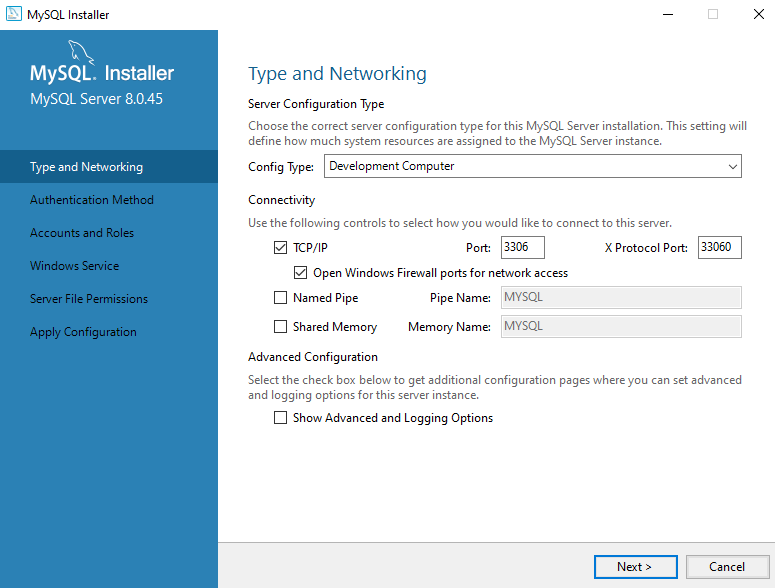 MySQL Installer
MySQL. Installer
MySQL Server 8.0.45
Type and Networking
Authentication Method
Accounts and Roles
Windows Service
Server File Permissions
Apply Configuration
Type and Networking
Server Configuration Type
Choose the correct server configuration type for this MySQL Server installation. This setting will
define how much system resources are assigned to the MySQL Server instance.
Config Type: Development Computer
Connectivity
Use the following controls to select how you would like to connect to this server.
TCP/IP Port: 3306 X Protocol Port: 33060
Open Windows Firewall ports for network access
Named Pipe Pipe Name: MYSQL
Shared Memory Memory Name: MYSQL
Advanced Configuration
Select the check box below to get additional configuration pages where you can set advanced
and logging options for this server instance.
Show Advanced and Logging Options
Next > Cancel